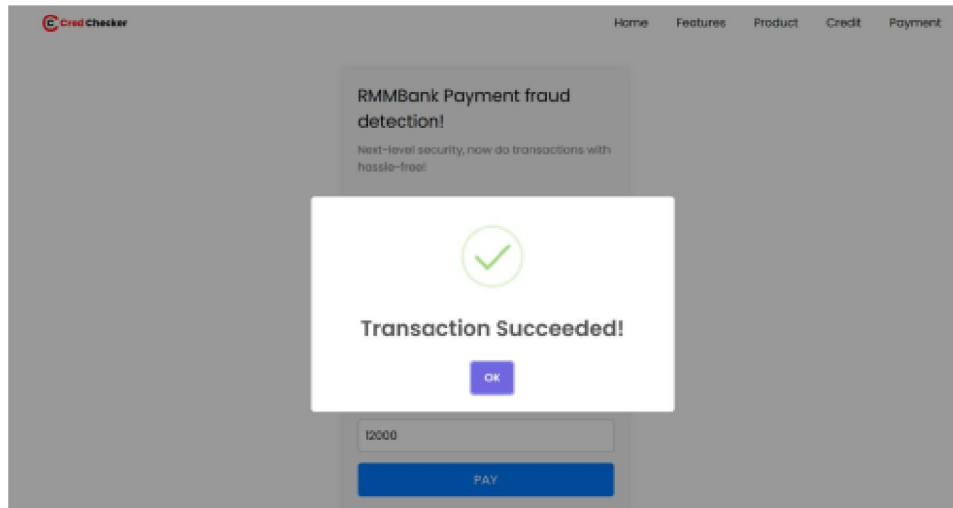 Cred Checker
Home Features Product Credit Payment
RMMBank Payment fraud
detection!
Next-level security, now do transactions with
hassle-free!
Transaction Succeeded!
OK
12000
PAY